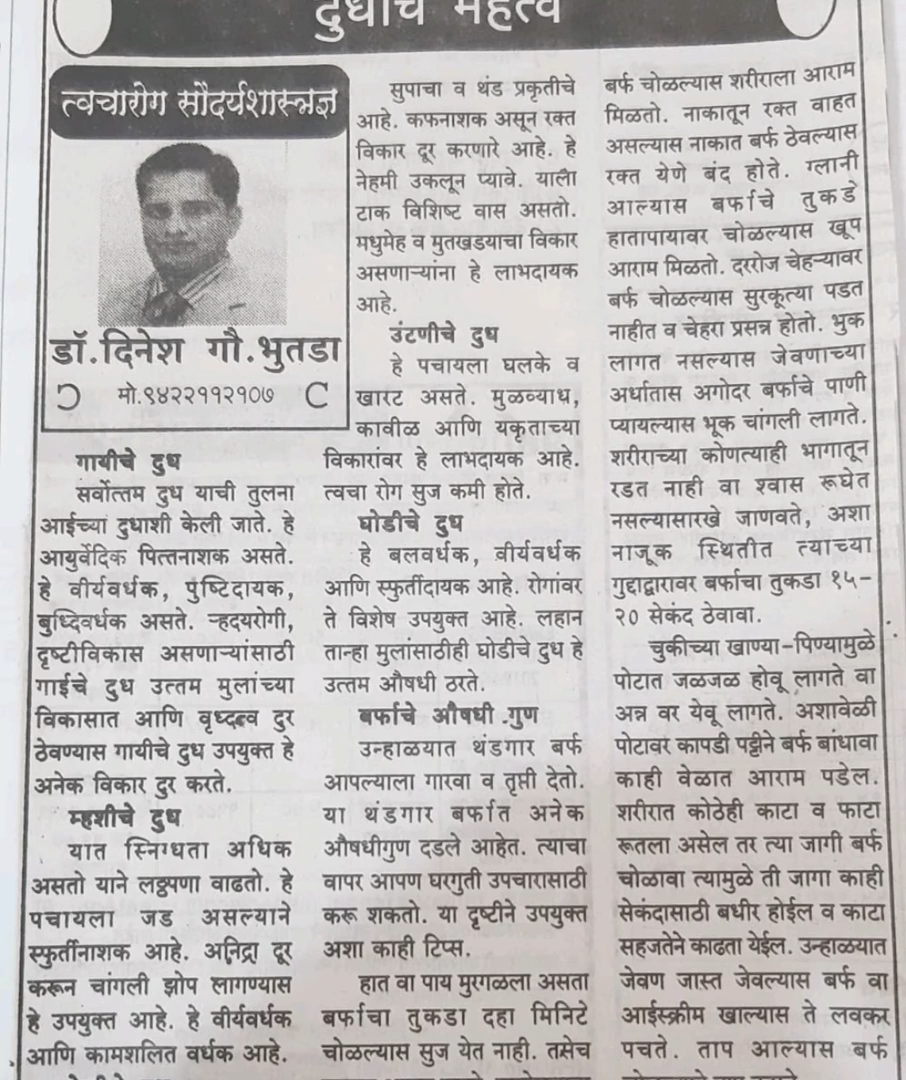 दुधाचे महत्व
त्वचारोग सौदर्यशास्त्रज्ञ
डॉ.दिनेश गौ.भुतडा
मो.९४२२११२१०७
गायीचे दुध
सर्वोत्तम दुध याची तुलना
आईच्या दुधाशी केली जाते. हे
आयुर्वेदिक पित्तनाशक असते.
हे वीर्यवर्धक, पुष्टिदायक,
बुध्दिवर्धक असते. ऱ्हदयरोगी,
दृष्टीविकास असणाऱ्यांसाठी
गाईचे दुध उत्तम मुलांच्या
विकासात आणि वृध्दत्व दुर
ठेवण्यास गायीचे दुध उपयुक्त हे
अनेक विकार दुर करते.
म्हशीचे दुध
यात स्निग्धता अधिक
असतो याने लठ्ठपणा वाढतो. हे
पचायला जड असल्याने
स्फुर्तीनाशक आहे. अनिद्रा दूर
करून चांगली झोप लागण्यास
हे उपयुक्त आहे. हे वीर्यवर्धक
आणि कामशलित वर्धक आहे.
सुपाचा व थंड प्रकृतीचे
आहे. कफनाशक असून रक्त
विकार दूर करणारे आहे. हे
नेहमी उकलून प्यावे. याला
टाक विशिष्ट वास असतो.
मधुमेह व मुतखडयाचा विकार
असणाऱ्यांना हे लाभदायक
आहे.
उंटणीचे दुध
हे पचायला घलके व
खारट असते. मुळव्याध,
कावीळ आणि यकृताच्या
विकारांवर हे लाभदायक आहे.
त्वचा रोग सुज कमी होते.
घोडीचे दुध
हे बलवर्धक, वीर्यवर्धक
आणि स्फुर्तीदायक आहे. रोगांवर
ते विशेष उपयुक्त आहे. लहान
तान्हा मुलांसाठीही घोडीचे दुध हे
उत्तम औषधी ठरते.
बर्फाचे औषधी गुण
उन्हाळयात थंडगार बर्फ
आपल्याला गारवा व तृप्ती देतो.
या थंडगार बर्फात अनेक
औषधीगुण दडले आहेत. त्याचा
वापर आपण घरगुती उपचारासाठी
करू शकतो. या दृष्टीने उपयुक्त
अशा काही टिप्स.
हात वा पाय मुरगळला असता
बर्फाचा तुकडा दहा मिनिटे
चोळल्यास सुज येत नाही. तसेच
बर्फ चोळल्यास शरीराला आराम
मिळतो. नाकातून रक्त वाहत
असल्यास नाकात बर्फ ठेवल्यास
रक्त येणे बंद होते. ग्लानी
आल्यास बर्फाचे तुकडे
हातापायावर चोळल्यास खूप
आराम मिळतो. दररोज चेहऱ्यावर
बर्फ चोळल्यास सुरकूत्या पडत
नाहीत व चेहरा प्रसन्न होतो. भुक
लागत नसल्यास जेवणाच्या
अर्धातास अगोदर बर्फाचे पाणी
प्यायल्यास भूक चांगली लागते.
शरीराच्या कोणत्याही भागातून
रडत नाही वा श्वास रूघेत
नसल्यासारखे जाणवते, अशा
नाजूक स्थितीत त्याच्या
गुद्दाद्वारावर बर्फाचा तुकडा १५-
२० सेकंद ठेवावा.
चुकीच्या खाण्या-पिण्यामुळे
पोटात जळजळ होवू लागते वा
अन्न वर येवू लागते. अशावेळी
पोटावर कापडी पट्टीने बर्फ बांधावा
काही वेळात आराम पडेल.
शरीरात कोठेही काटा व फाटा
रूतला असेल तर त्या जागी बर्फ
चोळावा त्यामुळे ती जागा काही
सेकंदासाठी बधीर होईल व काटा
सहजतेने काढता येईल. उन्हाळयात
जेवण जास्त जेवल्यास बर्फ वा
आईस्क्रीम खाल्यास ते लवकर
पचते. ताप आल्यास बर्फ